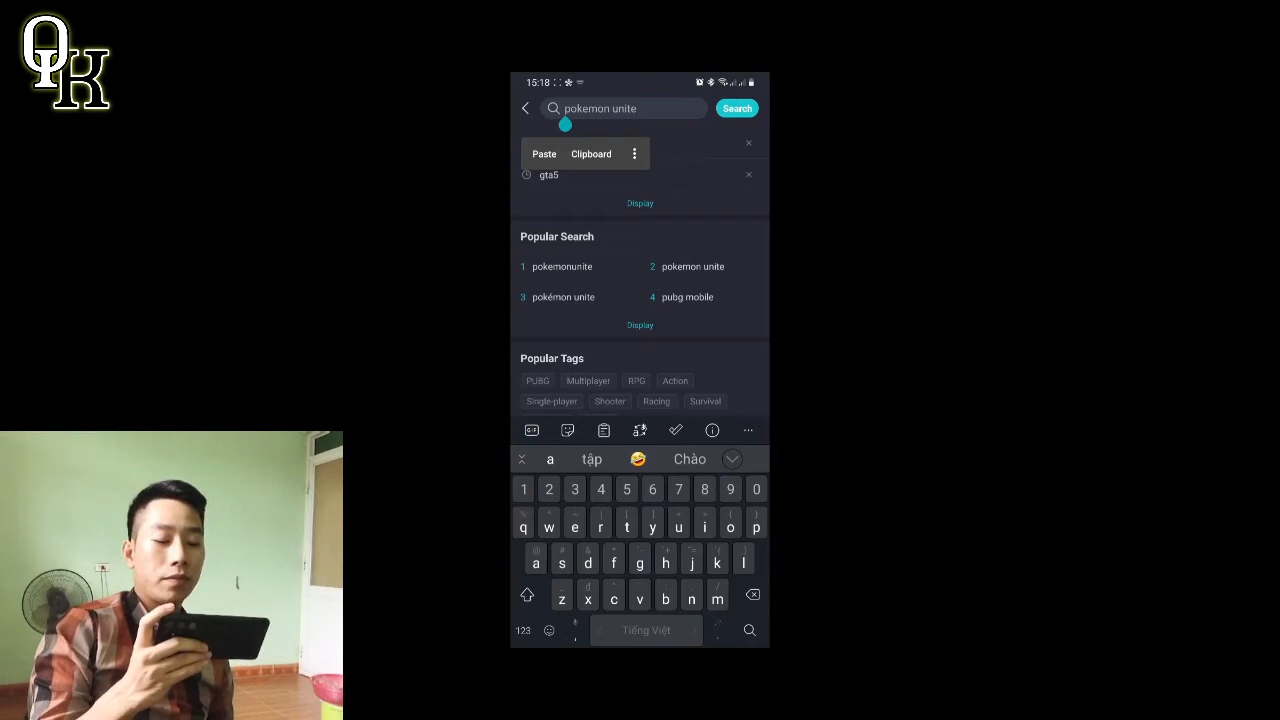 OK
15:18
pokemon unite
Search
Paste Clipboard
gta5
Display
Popular Search
1 pokemonunite 2 pokemon unite
3 pokémon unite 4 pubg mobile
Display
Popular Tags
PUBG Multiplayer RPG Action
Single-player Shooter Racing Survival
GIF
a tập Chào
1 2 3 4 5 6 7 8 9 0
q w e r t y u i o p
a s d f g h j k l
z x c v b n m
123 Tiếng Việt